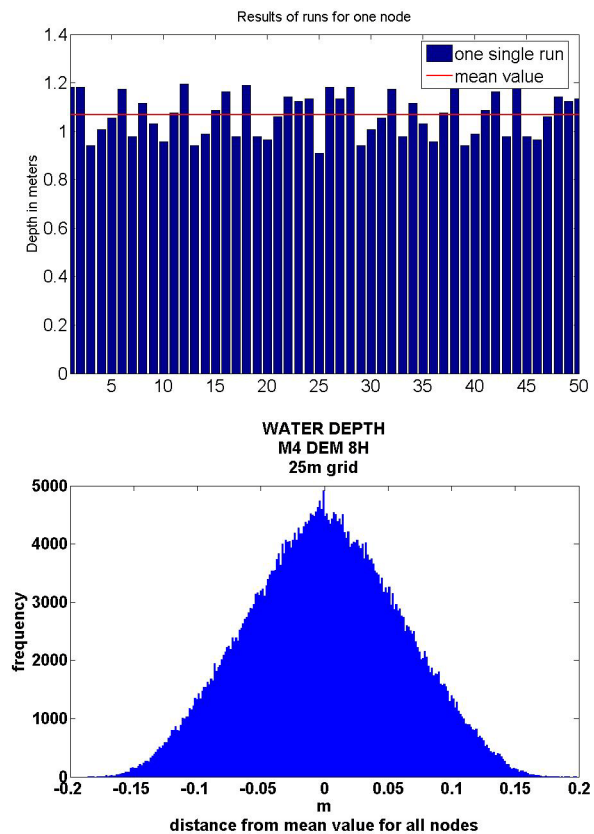 Results of runs for one node
1.4
1.2
1
0.8
0.6
0.4
0.2
0
Depth in meters
one single run
mean value
5 10 15 20 25 30 35 40 45 50
WATER DEPTH
M4 DEM 8H
25m grid
5000
4000
3000
2000
1000
0
frequency
-0.2 -0.15 -0.1 -0.05 0 0.05 0.1 0.15 0.2
m
distance from mean value for all nodes